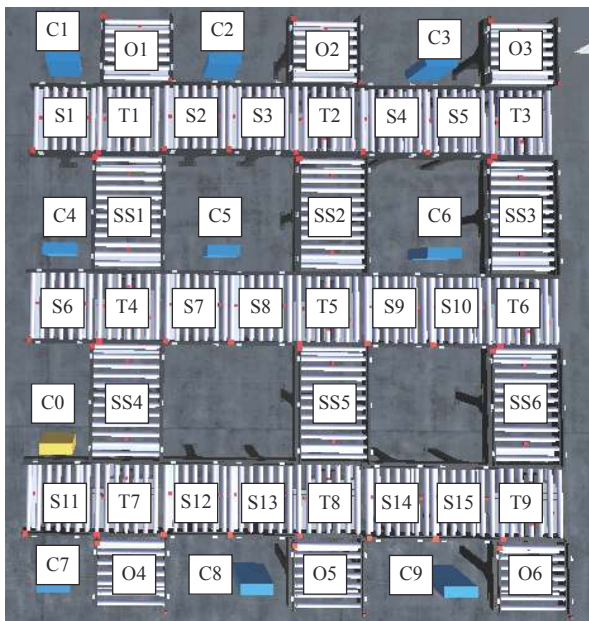 C1 O1 C2 O2 C3 O3
S1 T1 S2 S3 T2 S4 S5 T3
C4 SS1 C5 SS2 C6 SS3
S6 T4 S7 S8 T5 S9 S10 T6
C0 SS4 SS5 SS6
S11 T7 S12 S13 T8 S14 S15 T9
C7 O4 C8 O5 C9 O6